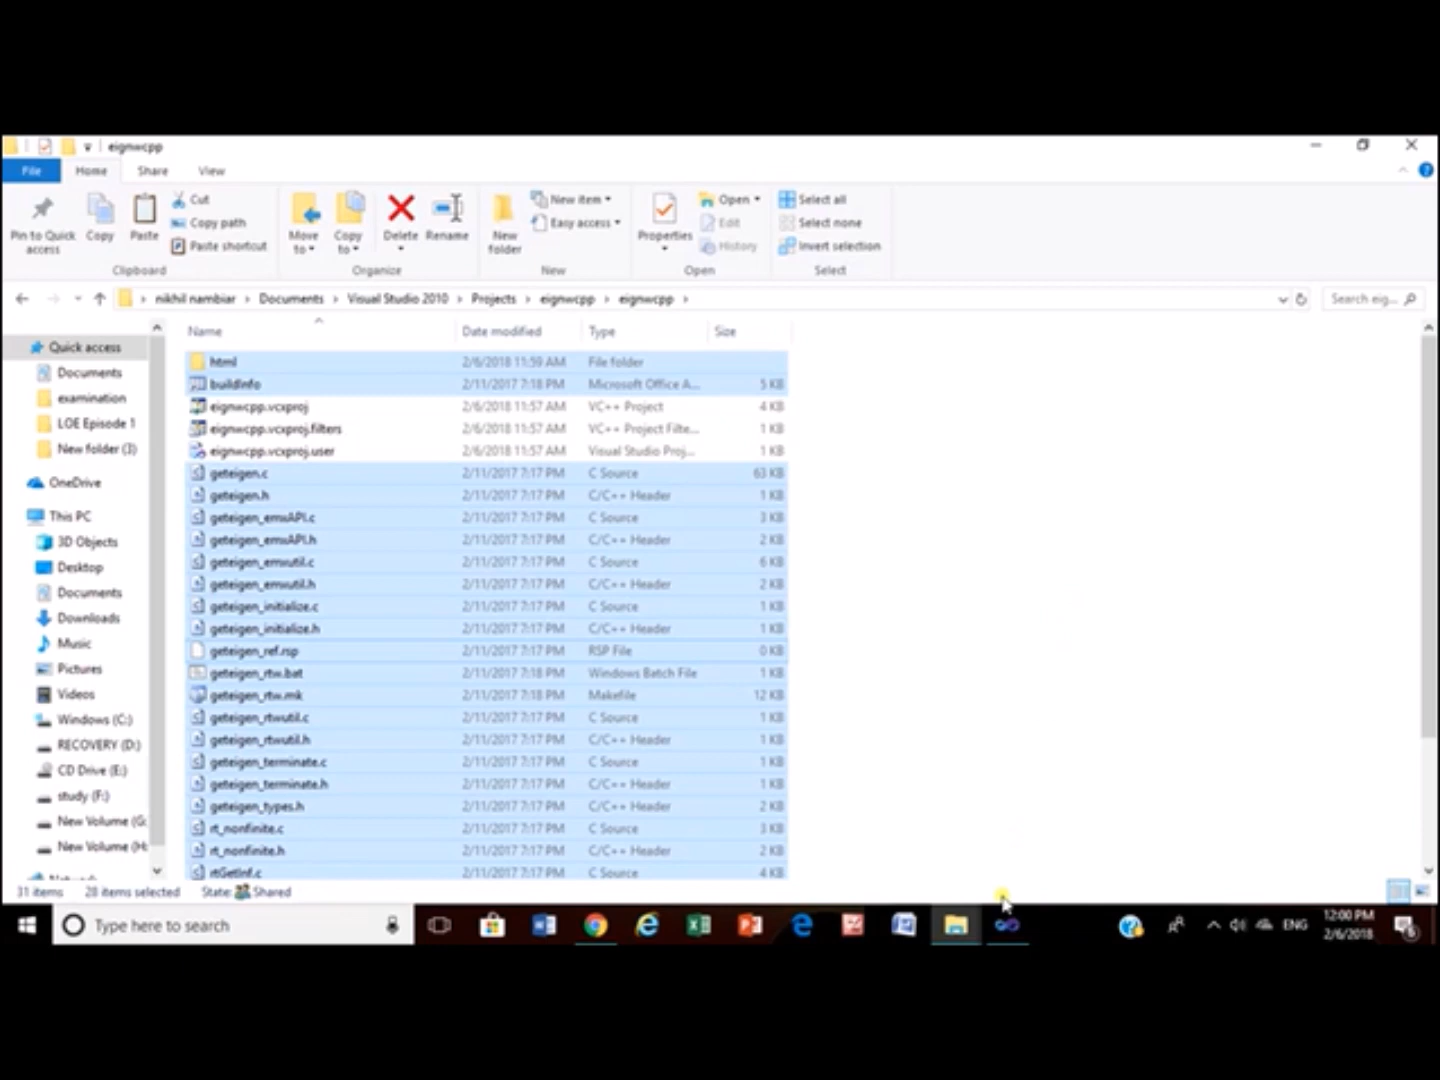 eignwcpp
File Home Share View
Pin to Quick access
Copy
Paste
Cut
Copy path
Paste shortcut
Clipboard
Move to
Copy to
Delete
Rename
Organize
New folder
New item
Easy access
New
Properties
Open
Edit
History
Open
Select all
Select none
Invert selection
Select
nikhil nambiar > Documents > Visual Studio 2010 > Projects > eignwcpp > eignwcpp >
Search eig...
Quick access
Documents
examination
LOE Episode 1
New folder (3)
OneDrive
This PC
3D Objects
Desktop
Documents
Downloads
Music
Pictures
Videos
Windows (C:)
RECOVERY (D:)
CD Drive (E:)
study (F:)
New Volume (G:
New Volume (H:
Name Date modified Type Size
html 2/6/2018 11:59 AM File folder
buildInfo 2/11/2017 7:18 PM Microsoft Office A... 5 KB
eignwcpp.vcxproj 2/6/2018 11:57 AM VC++ Project 4 KB
eignwcpp.vcxproj.filters 2/6/2018 11:57 AM VC++ Project Filte... 1 KB
eignwcpp.vcxproj.user 2/6/2018 11:57 AM Visual Studio Proj... 1 KB
geteigen.c 2/11/2017 7:17 PM C Source 63 KB
geteigen.h 2/11/2017 7:17 PM C/C++ Header 1 KB
geteigen_emxAPI.c 2/11/2017 7:17 PM C Source 3 KB
geteigen_emxAPI.h 2/11/2017 7:17 PM C/C++ Header 2 KB
geteigen_emxutil.c 2/11/2017 7:17 PM C Source 6 KB
geteigen_emxutil.h 2/11/2017 7:17 PM C/C++ Header 2 KB
geteigen_initialize.c 2/11/2017 7:17 PM C Source 1 KB
geteigen_initialize.h 2/11/2017 7:17 PM C/C++ Header 1 KB
geteigen_ref.rsp 2/11/2017 7:17 PM RSP File 0 KB
geteigen_rtw.bat 2/11/2017 7:18 PM Windows Batch File 1 KB
geteigen_rtw.mk 2/11/2017 7:18 PM Makefile 12 KB
geteigen_rtwutil.c 2/11/2017 7:17 PM C Source 1 KB
geteigen_rtwutil.h 2/11/2017 7:17 PM C/C++ Header 1 KB
geteigen_terminate.c 2/11/2017 7:17 PM C Source 1 KB
geteigen_terminate.h 2/11/2017 7:17 PM C/C++ Header 1 KB
geteigen_types.h 2/11/2017 7:17 PM C/C++ Header 2 KB
rt_nonfinite.c 2/11/2017 7:17 PM C Source 3 KB
rt_nonfinite.h 2/11/2017 7:17 PM C/C++ Header 2 KB
rtGetInf.c 2/11/2017 7:17 PM C Source 4 KB
31 items 28 items selected State: Shared
Type here to search
ENG
12:00 PM
2/6/2018